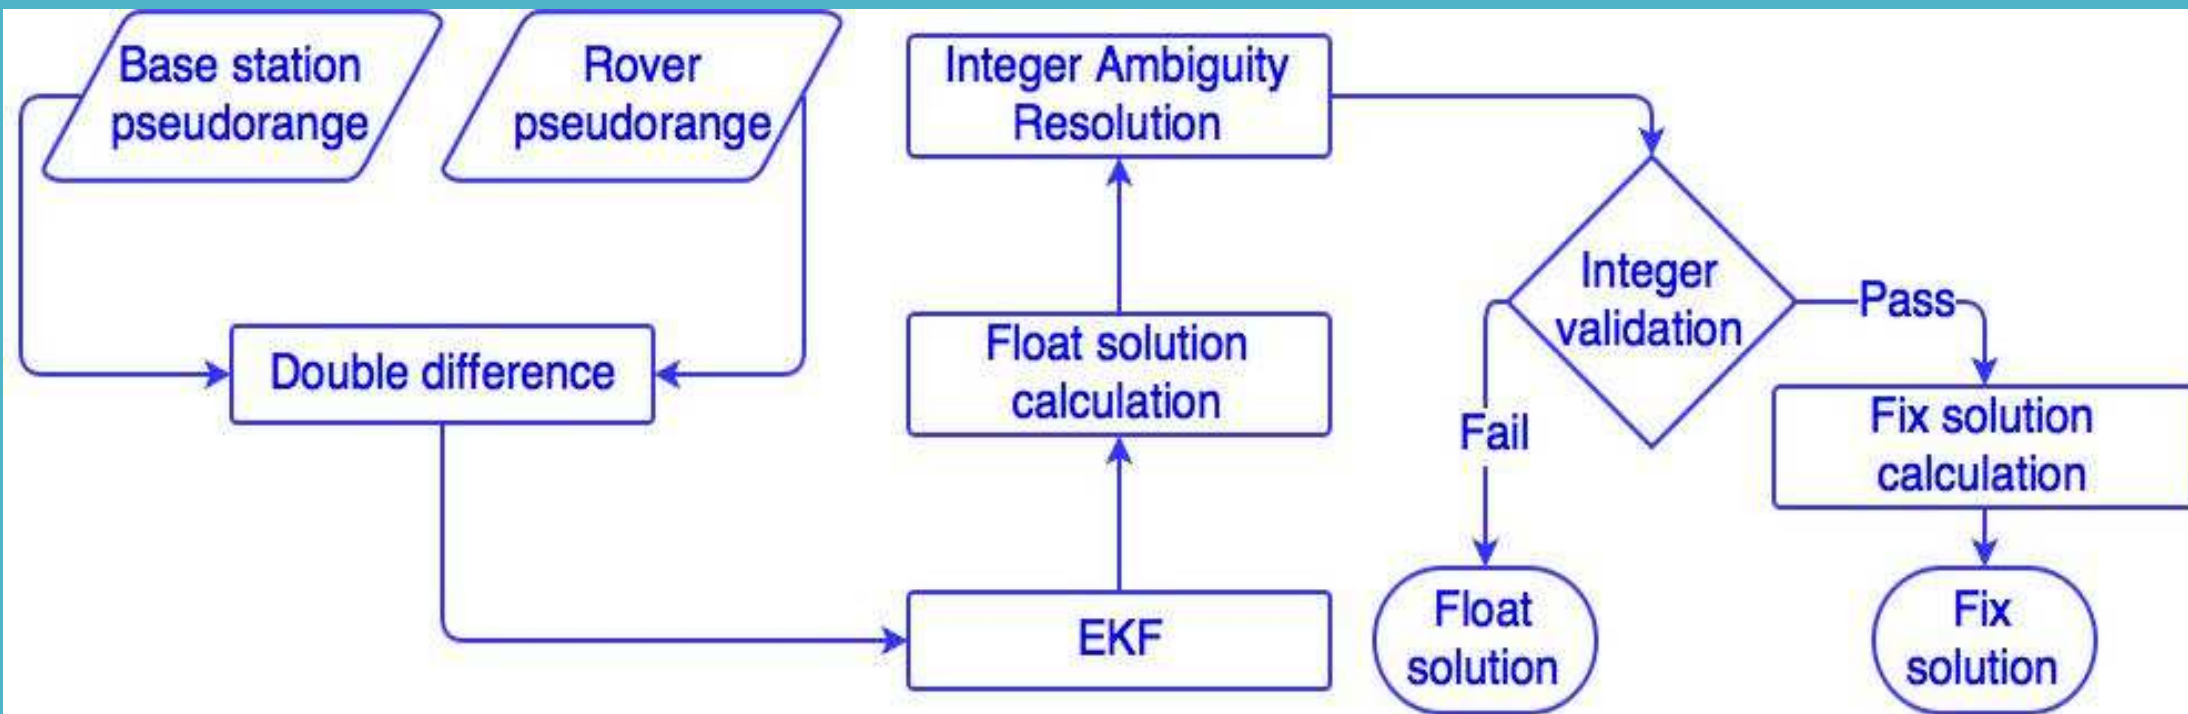 Base station
pseudorange
Rover
pseudorange
Double difference
EKF
Float solution
calculation
Integer Ambiguity
Resolution
Integer
validation
Fail
Float
solution
Pass
Fix solution
calculation
Fix
solution